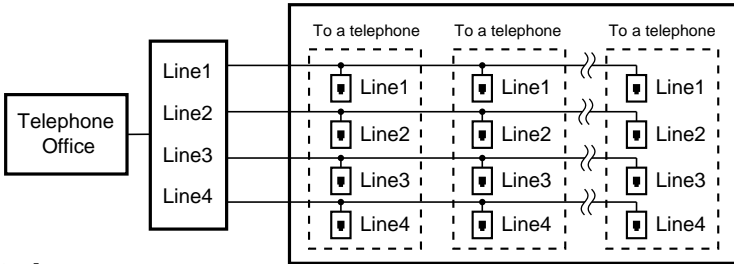 To a telephone To a telephone To a telephone
Line1 Line1 Line1 Line1
Line2 Line2 Line2 Line2
Telephone
Office
Line3 Line3 Line3 Line3
Line4 Line4 Line4 Line4